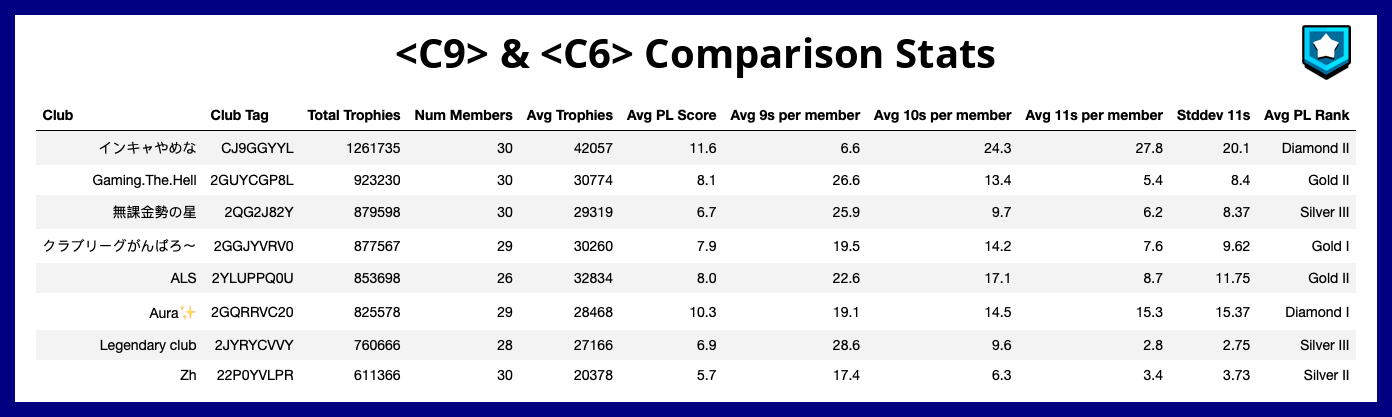 <C9> & <C6> Comparison Stats
Club Club Tag Total Trophies Num Members Avg Trophies Avg PL Score Avg 9s per member Avg 10s per member Avg 11s per member Stddev 11s Avg PL Rank
インキャやめな CJ9GGYYL 1261735 30 42057 11.6 6.6 24.3 27.8 20.1 Diamond II
Gaming.The.Hell 2GUYCGP8L 923230 30 30774 8.1 26.6 13.4 5.4 8.4 Gold II
無課金勢の星 2QG2J82Y 879598 30 29319 6.7 25.9 9.7 6.2 8.37 Silver III
クラブリーグがんばろ〜 2GGJYVRV0 877567 29 30260 7.9 19.5 14.2 7.6 9.62 Gold I
ALS 2YLUPPQ0U 853698 26 32834 8.0 22.6 17.1 8.7 11.75 Gold II
Aura✨ 2GQRRVC20 825578 29 28468 10.3 19.1 14.5 15.3 15.37 Diamond I
Legendary club 2JYRYCVVY 760666 28 27166 6.9 28.6 9.6 2.8 2.75 Silver III
Zh 22P0YVLPR 611366 30 20378 5.7 17.4 6.3 3.4 3.73 Silver II